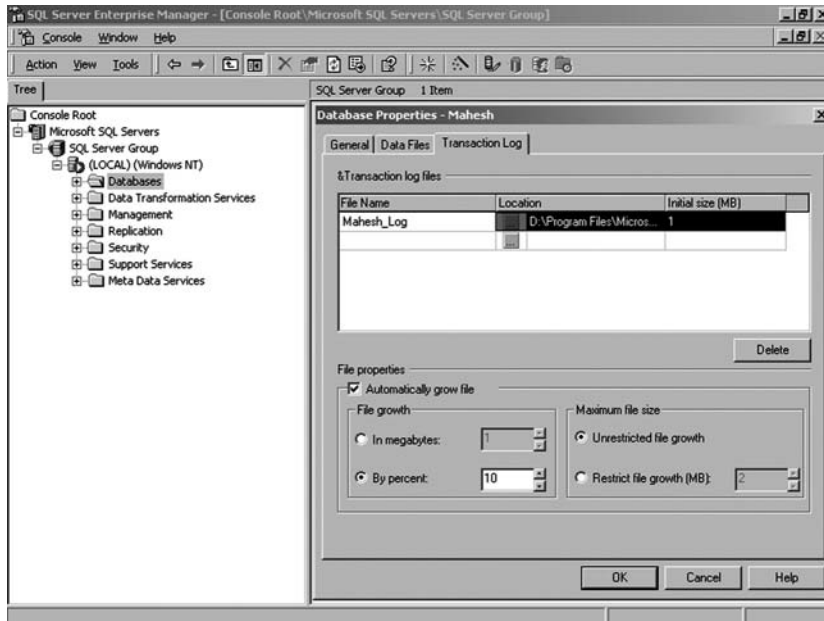 SQL Server Enterprise Manager - [Console Root\Microsoft SQL Servers\SQL Server Group]
Console Window Help
Action View Tools
Tree
SQL Server Group 1 Item
Console Root
Microsoft SQL Servers
SQL Server Group
(LOCAL) (Windows NT)
Databases
Data Transformation Services
Management
Replication
Security
Support Services
Meta Data Services
Database Properties - Mahesh
General Data Files Transaction Log
&Transaction log files
File Name Location Initial size (MB)
Mahesh_Log ... D:\Program Files\Micros... 1
...
Delete
File properties
Automatically grow file
File growth
In megabytes: 1
By percent: 10
Maximum file size
Unrestricted file growth
Restrict file growth (MB): 2
OK Cancel Help